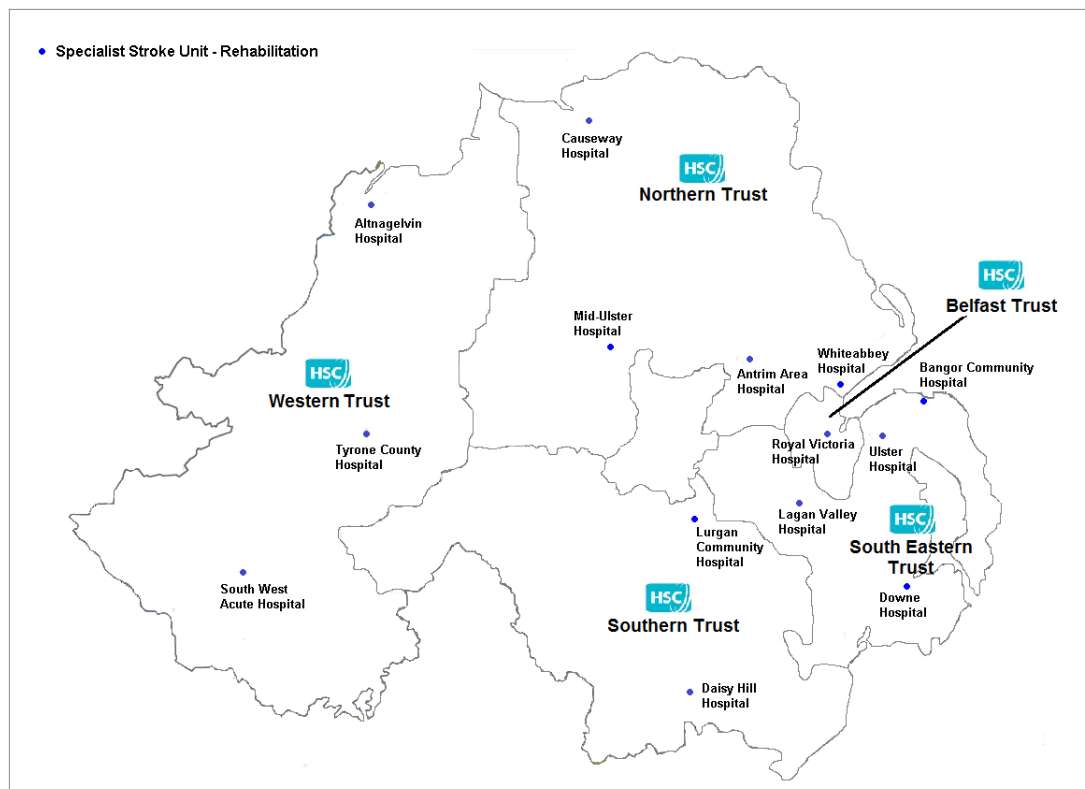 Specialist Stroke Unit - Rehabilitation
Causeway
Hospital
HSC
Northern Trust
Altnagelvin
Hospital
HSC
Belfast Trust
Mid-Ulster
Hospital
Antrim Area
Hospital
Whiteabbey
Hospital
Bangor Community
Hospital
HSC
Western Trust
Tyrone County
Hospital
Royal Victoria
Hospital
Ulster
Hospital
Lagan Valley
Hospital
HSC
South Eastern
Trust
Lurgan
Community
Hospital
South West
Acute Hospital
HSC
Southern Trust
Downe
Hospital
Daisy Hill
Hospital